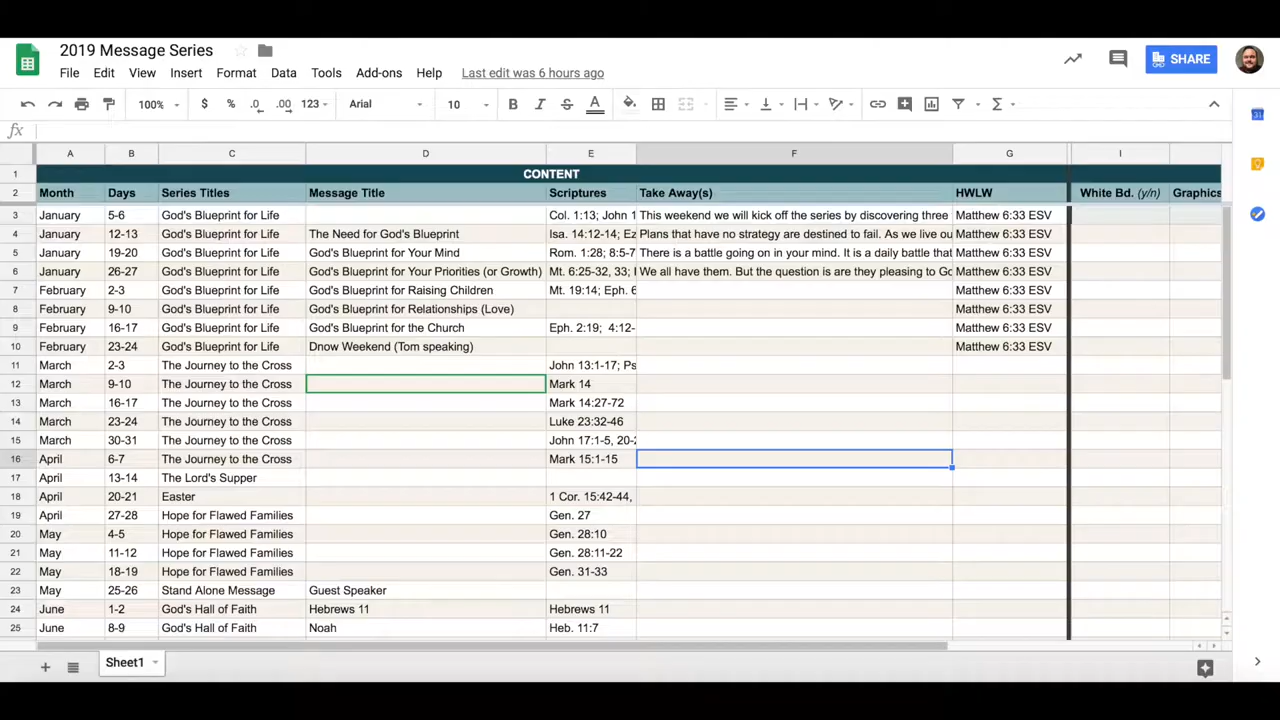 2019 Message Series
File Edit View Insert Format Data Tools Add-ons Help Last edit was 6 hours ago
SHARE
100% $ % .0 .00 123 Arial 10 B I S A
fx
A B C D E F G I
1 CONTENT
2 Month Days Series Titles Message Title Scriptures Take Away(s) HWLW White Bd. (y/n) Graphics
3 January 5-6 God's Blueprint for Life Col. 1:13; John 1 This weekend we will kick off the series by discovering three Matthew 6:33 ESV
4 January 12-13 God's Blueprint for Life The Need for God's Blueprint Isa. 14:12-14; Ez Plans that have no strategy are destined to fail. As we live ou Matthew 6:33 ESV
5 January 19-20 God's Blueprint for Life God's Blueprint for Your Mind Rom. 1:28; 8:5-7 There is a battle going on in your mind. It is a daily battle that Matthew 6:33 ESV
6 January 26-27 God's Blueprint for Life God's Blueprint for Your Priorities (or Growth) Mt. 6:25-32, 33; We all have them. But the question is are they pleasing to Go Matthew 6:33 ESV
7 February 2-3 God's Blueprint for Life God's Blueprint for Raising Children Mt. 19:14; Eph. 6 Matthew 6:33 ESV
8 February 9-10 God's Blueprint for Life God's Blueprint for Relationships (Love) Matthew 6:33 ESV
9 February 16-17 God's Blueprint for Life God's Blueprint for the Church Eph. 2:19; 4:12- Matthew 6:33 ESV
10 February 23-24 God's Blueprint for Life Dnow Weekend (Tom speaking) Matthew 6:33 ESV
11 March 2-3 The Journey to the Cross John 13:1-17; Ps
12 March 9-10 The Journey to the Cross Mark 14
13 March 16-17 The Journey to the Cross Mark 14:27-72
14 March 23-24 The Journey to the Cross Luke 23:32-46
15 March 30-31 The Journey to the Cross John 17:1-5, 20-2
16 April 6-7 The Journey to the Cross Mark 15:1-15
17 April 13-14 The Lord's Supper
18 April 20-21 Easter 1 Cor. 15:42-44,
19 April 27-28 Hope for Flawed Families Gen. 27
20 May 4-5 Hope for Flawed Families Gen. 28:10
21 May 11-12 Hope for Flawed Families Gen. 28:11-22
22 May 18-19 Hope for Flawed Families Gen. 31-33
23 May 25-26 Stand Alone Message Guest Speaker
24 June 1-2 God's Hall of Faith Hebrews 11 Hebrews 11
25 June 8-9 God's Hall of Faith Noah Heb. 11:7
Sheet1